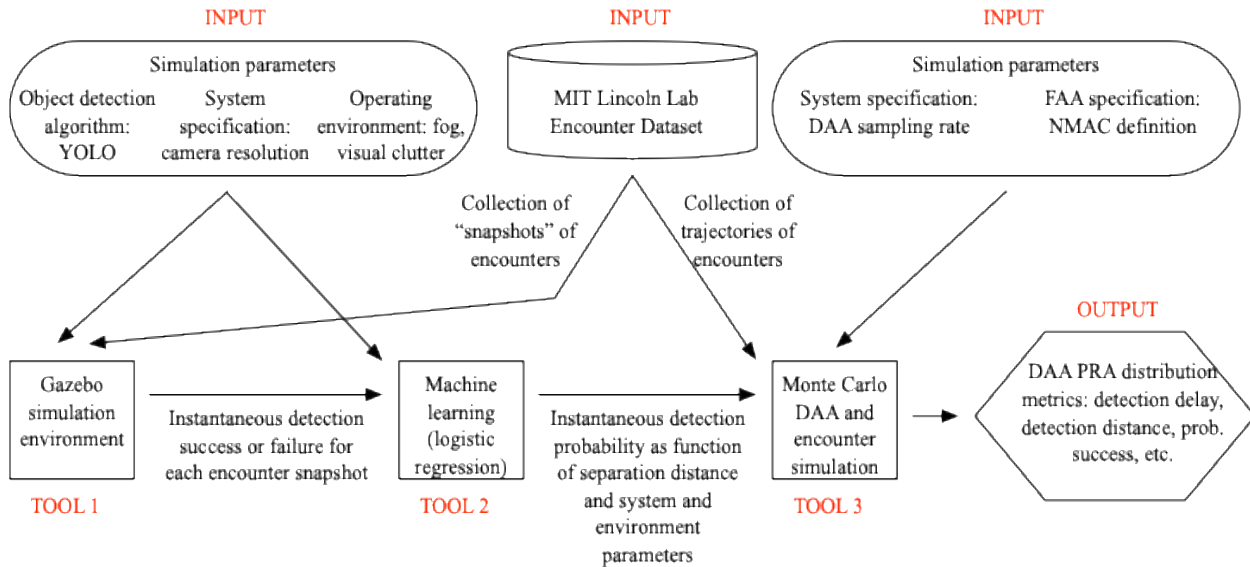 INPUT
INPUT
INPUT
Simulation parameters
Object detection
algorithm:
YOLO
System
specification:
camera resolution
Operating
environment: fog,
visual clutter
MIT Lincoln Lab
Encounter Dataset
Simulation parameters
System specification:
DAA sampling rate
FAA specification:
NMAC definition
Collection of
“snapshots” of
encounters
Collection of
trajectories of
encounters
OUTPUT
Gazebo
simulation
environment
TOOL 1
Instantaneous detection
success or failure for
each encounter snapshot
Machine
learning
(logistic
regression)
TOOL 2
Instantaneous detection
probability as function
of separation distance
and system and
environment
parameters
Monte Carlo
DAA and
encounter
simulation
TOOL 3
DAA PRA distribution
metrics: detection delay,
detection distance, prob.
success, etc.